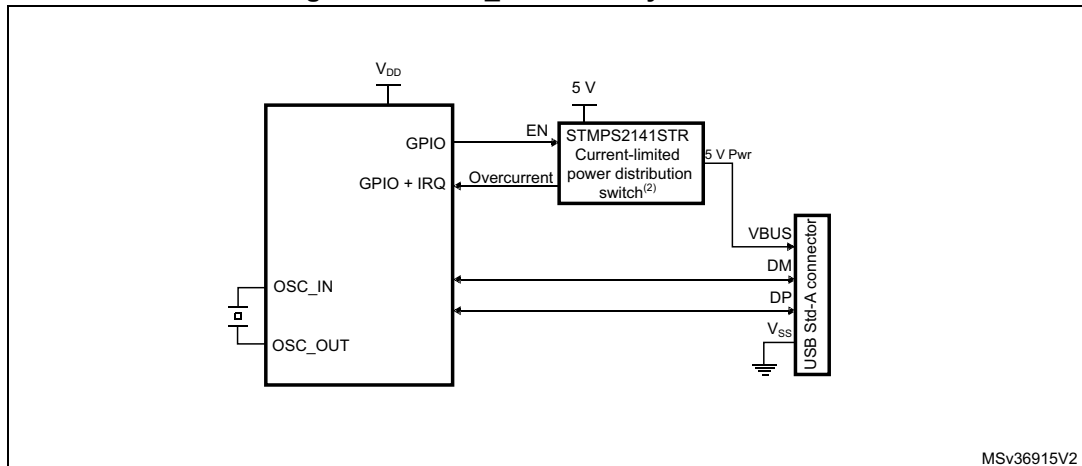 V_DD
5 V
GPIO
EN
STMPS2141STR
Current-limited
power distribution
switch(2)
5 V Pwr
GPIO + IRQ
Overcurrent
VBUS
DM
DP
V_SS
USB Std-A connector
OSC_IN
OSC_OUT
MSv36915V2